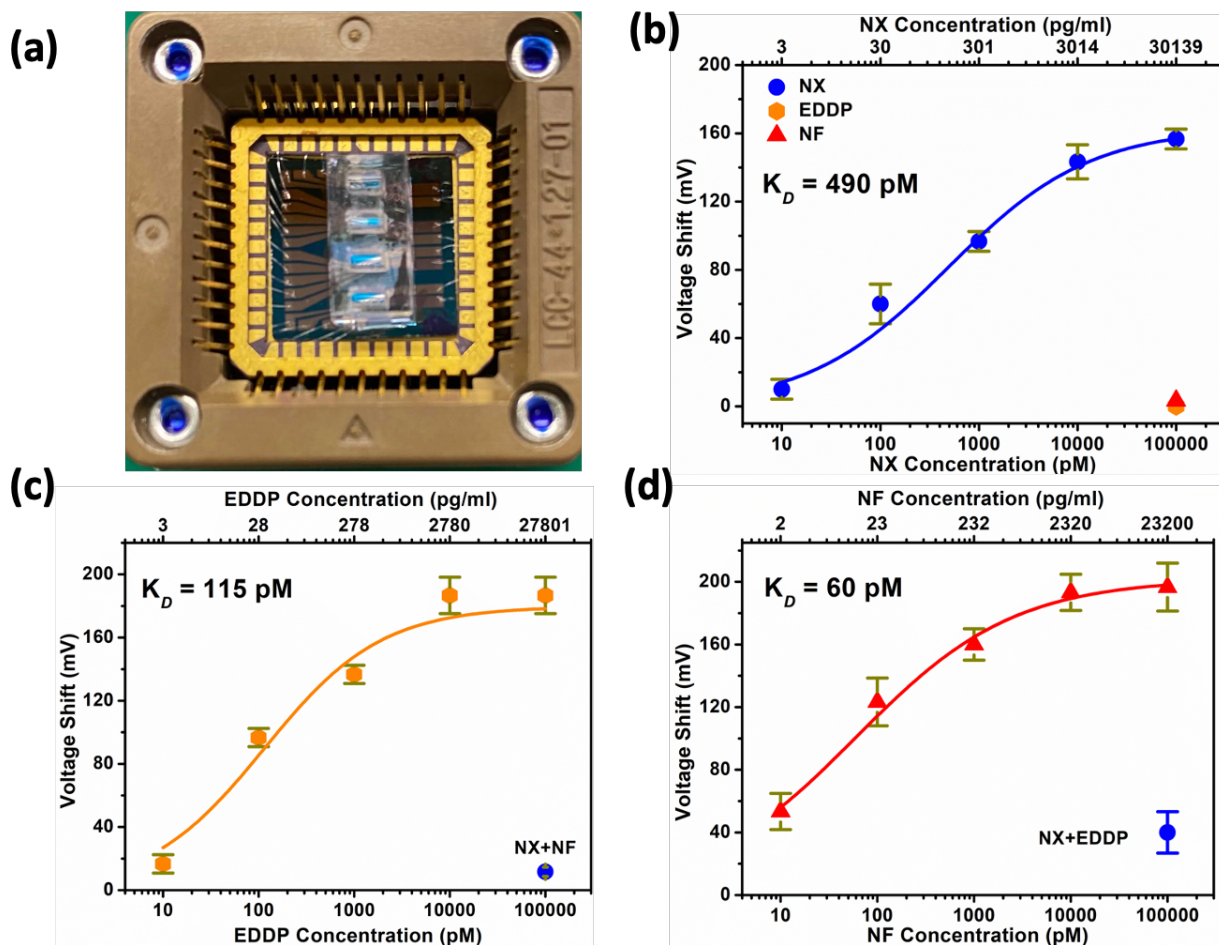 (a)
LCC-44-1.27-01
A
(b)
NX Concentration (pg/ml)
3 30 301 3014 30139
200
160
120
80
40
0
Voltage Shift (mV)
NX
EDDP
NF
K_D = 490 pM
10 100 1000 10000 100000
NX Concentration (pM)
(c)
EDDP Concentration (pg/ml)
3 28 278 2780 27801
200
160
120
80
40
0
Voltage Shift (mV)
K_D = 115 pM
NX+NF
10 100 1000 10000 100000
EDDP Concentration (pM)
(d)
NF Concentration (pg/ml)
2 23 232 2320 23200
200
160
120
80
40
0
Voltage Shift (mV)
K_D = 60 pM
NX+EDDP
10 100 1000 10000 100000
NF Concentration (pM)